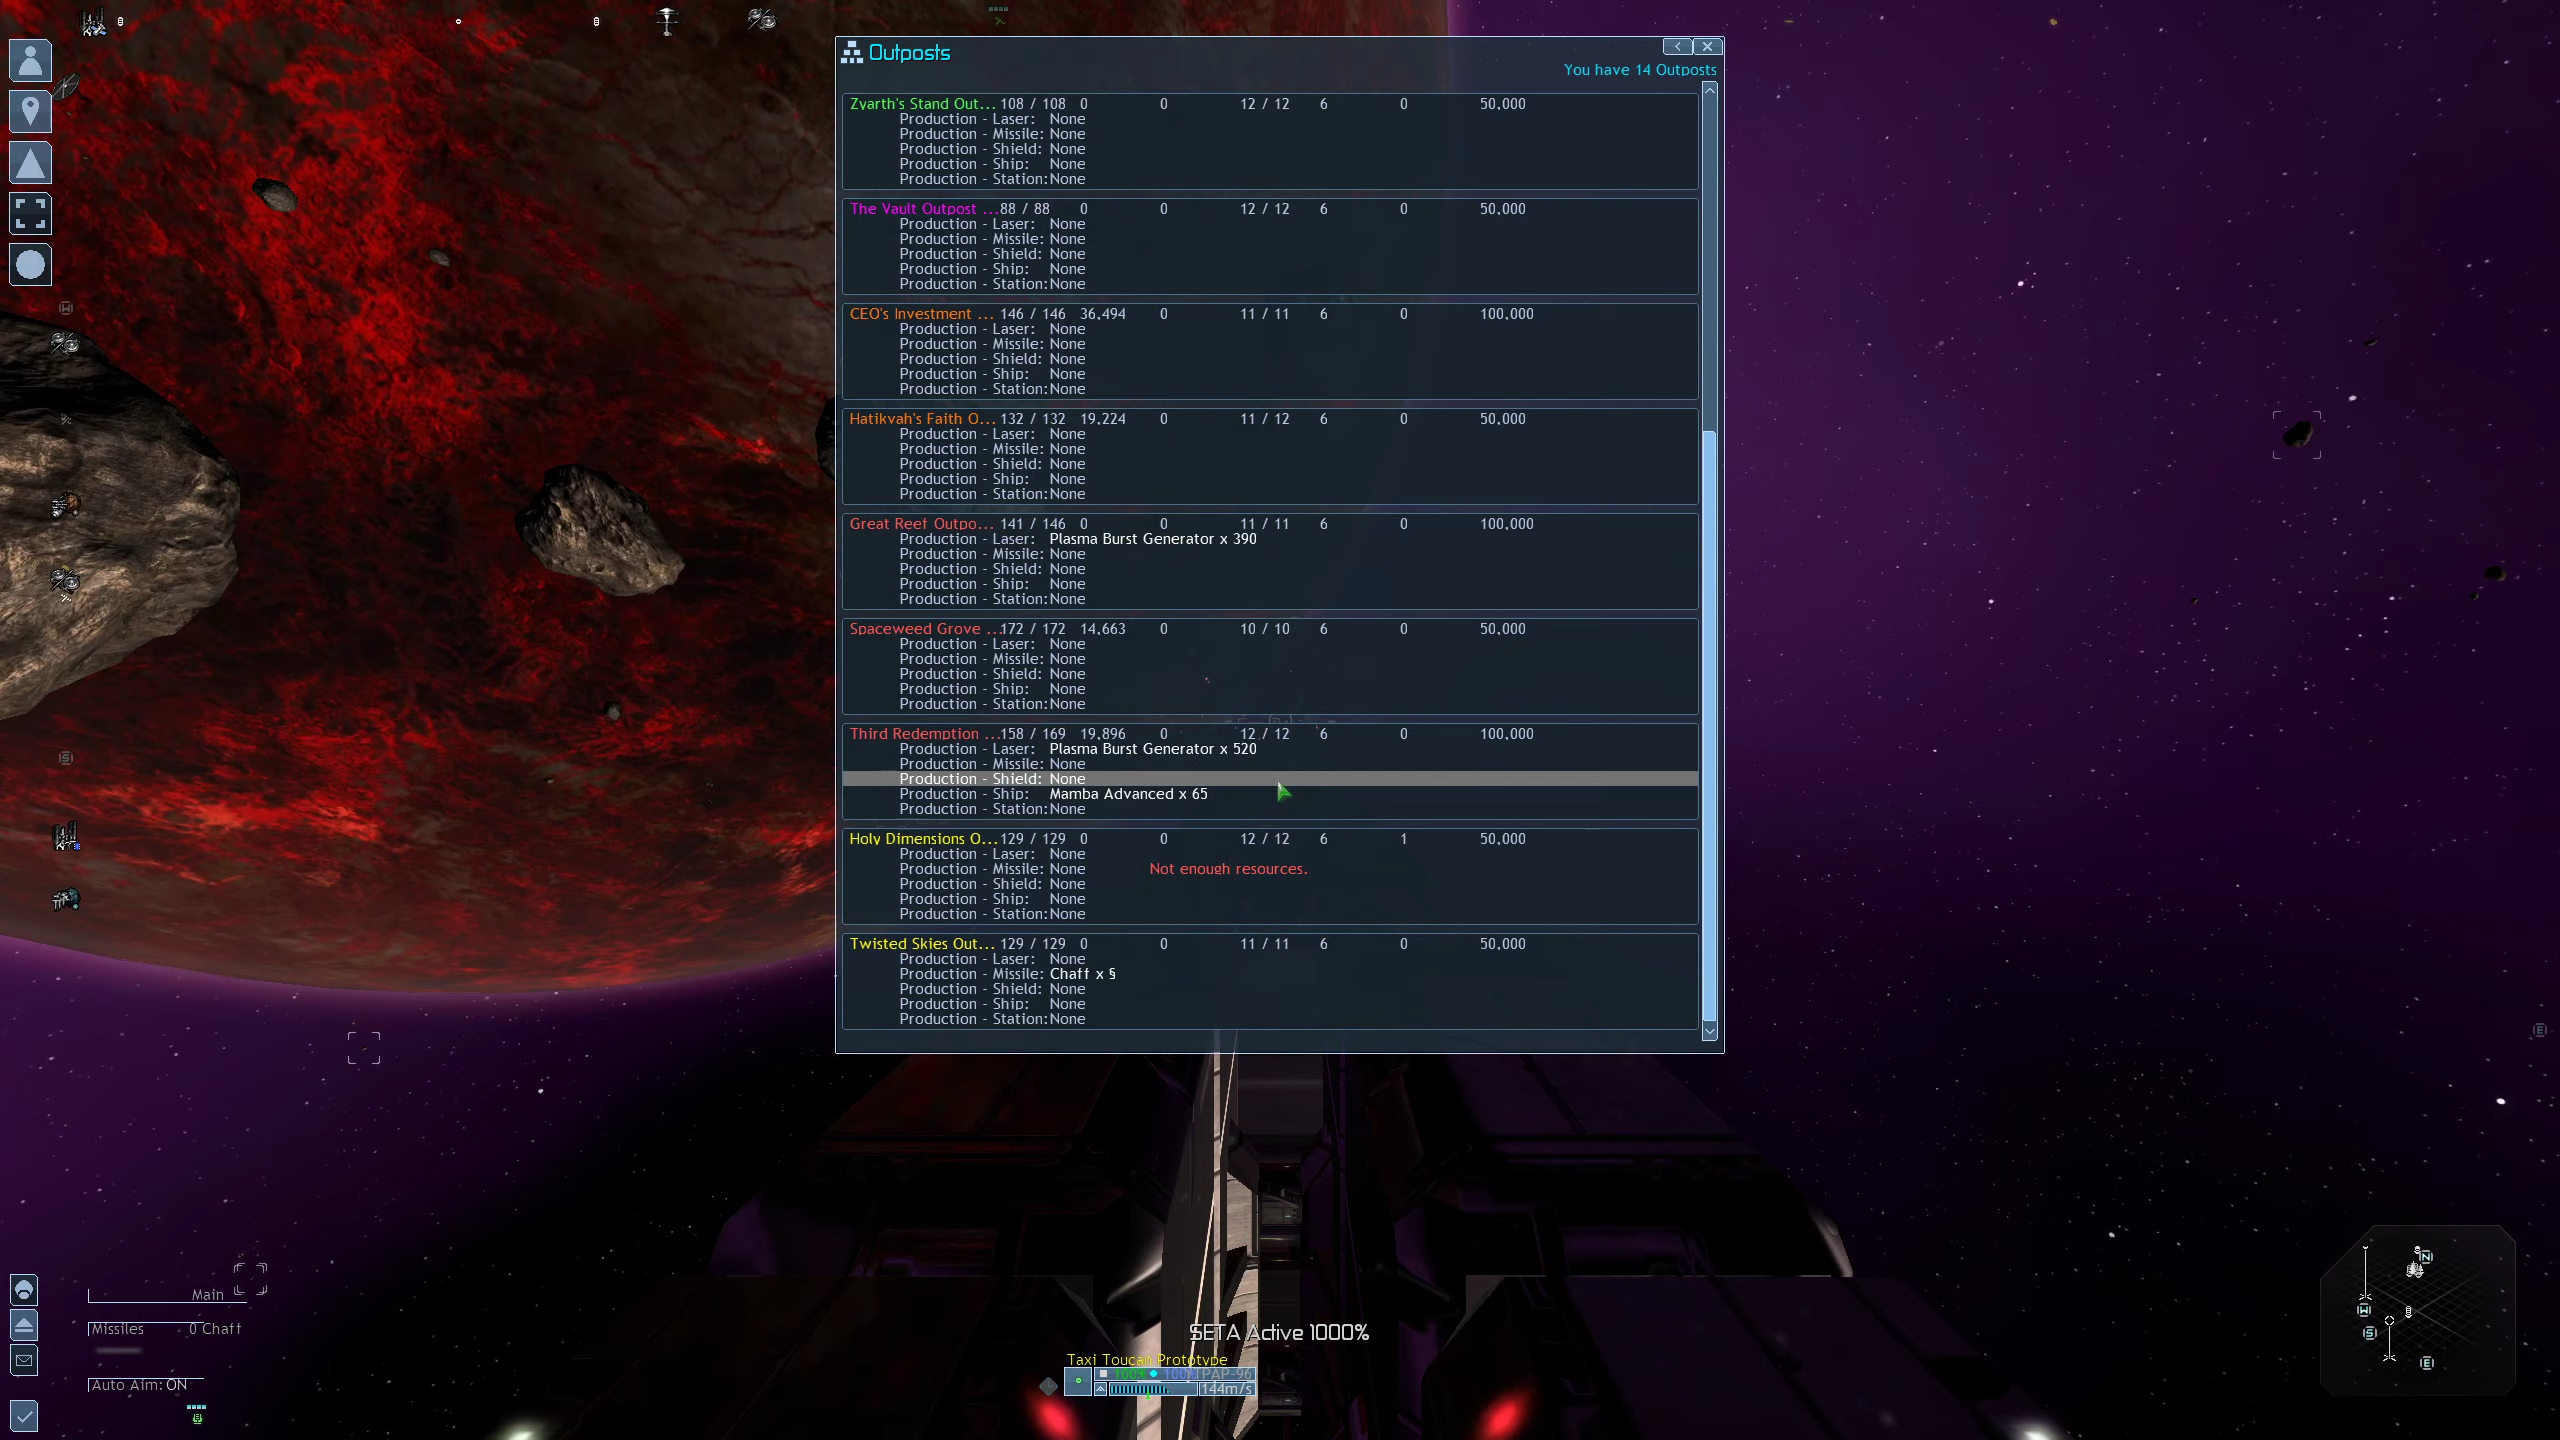 Outposts
You have 14 Outposts
Zyarth's Stand Out... 108 / 108 0 0 12 / 12 6 0 50,000
Production - Laser: None
Production - Missile: None
Production - Shield: None
Production - Ship: None
Production - Station: None
The Vault Outpost ... 88 / 88 0 0 12 / 12 6 0 50,000
Production - Laser: None
Production - Missile: None
Production - Shield: None
Production - Ship: None
Production - Station: None
CEO's Investment ... 146 / 146 36,494 0 11 / 11 6 0 100,000
Production - Laser: None
Production - Missile: None
Production - Shield: None
Production - Ship: None
Production - Station: None
Hatikvah's Faith O... 132 / 132 19,224 0 11 / 12 6 0 50,000
Production - Laser: None
Production - Missile: None
Production - Shield: None
Production - Ship: None
Production - Station: None
Great Reef Outpo... 141 / 146 0 0 11 / 11 6 0 100,000
Production - Laser: Plasma Burst Generator x 390
Production - Missile: None
Production - Shield: None
Production - Ship: None
Production - Station: None
Spaceweed Grove ... 172 / 172 14,663 0 10 / 10 6 0 50,000
Production - Laser: None
Production - Missile: None
Production - Shield: None
Production - Ship: None
Production - Station: None
Third Redemption ... 158 / 169 19,896 0 12 / 12 6 0 100,000
Production - Laser: Plasma Burst Generator x 520
Production - Missile: None
Production - Shield: None
Production - Ship: Mamba Advanced x 65
Production - Station: None
Holy Dimensions O... 129 / 129 0 0 12 / 12 6 1 50,000
Production - Laser: None
Production - Missile: None Not enough resources.
Production - Shield: None
Production - Ship: None
Production - Station: None
Twisted Skies Out... 129 / 129 0 0 11 / 11 6 0 50,000
Production - Laser: None
Production - Missile: Chaff x §
Production - Shield: None
Production - Ship: None
Production - Station: None
Main
Missiles 0 Chaff
Auto Aim: ON
SETA Active 1000%
Taxi Toucan Prototype
100% 100% PAP-96
144m/s
N
W
S
E